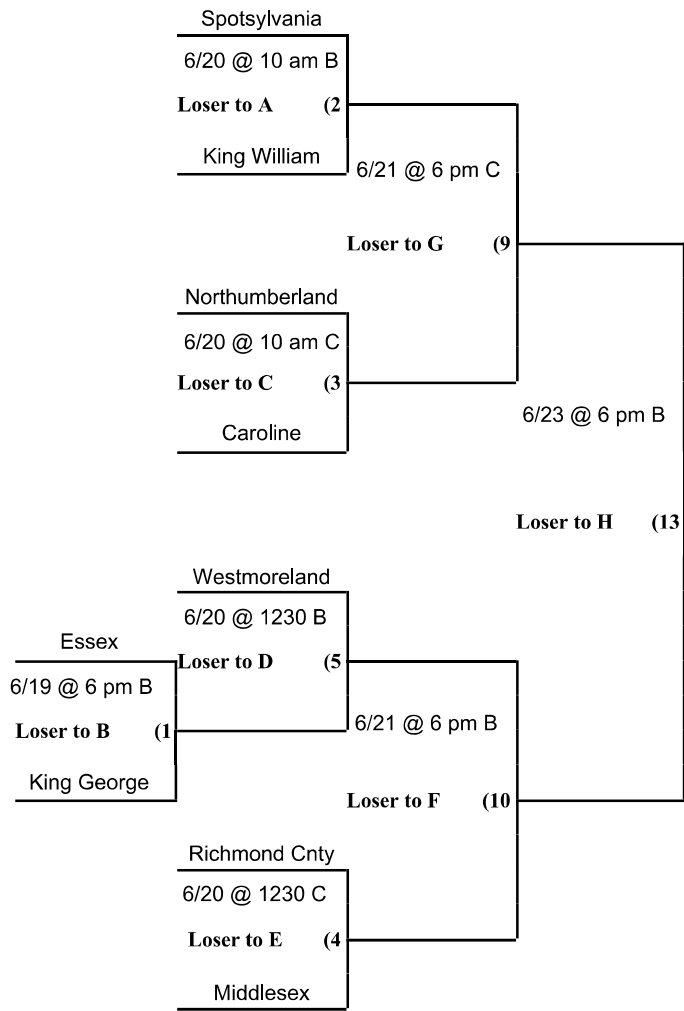 Spotsylvania
6/20 @ 10 am B
Loser to A (2
King William
6/21 @ 6 pm C
Loser to G (9
Northumberland
6/20 @ 10 am C
Loser to C (3
Caroline
6/23 @ 6 pm B
Loser to H (13
Westmoreland
6/20 @ 1230 B
Essex
Loser to D (5
6/19 @ 6 pm B
Loser to B (1
6/21 @ 6 pm B
King George
Loser to F (10
Richmond Cnty
6/20 @ 1230 C
Loser to E (4
Middlesex